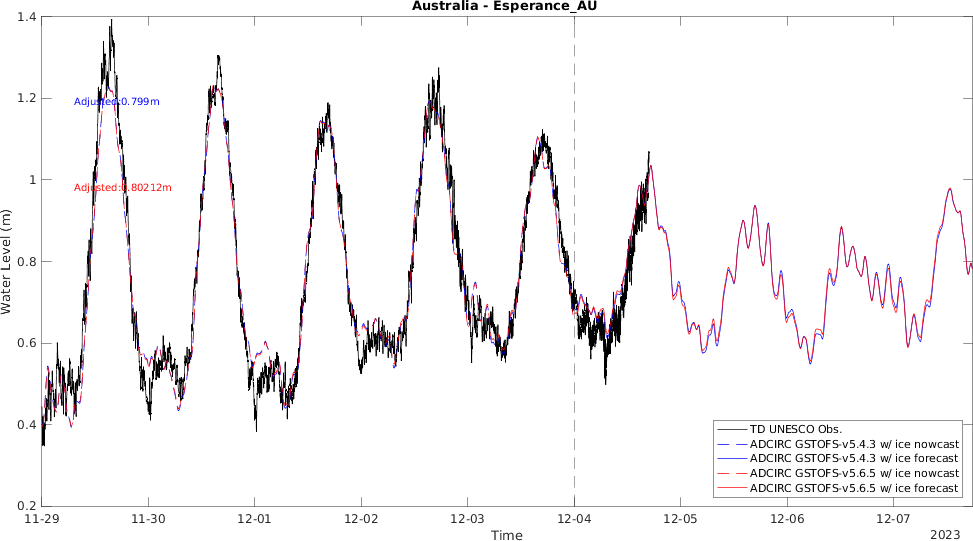 Australia - Esperance_AU
1.4
1.2
1
0.8
0.6
0.4
0.2
Water Level (m)
Adjusted:0.799m
Adjusted:0.80212m
TD UNESCO Obs.
ADCIRC GSTOFS-v5.4.3 w/ ice nowcast
ADCIRC GSTOFS-v5.4.3 w/ ice forecast
ADCIRC GSTOFS-v5.6.5 w/ ice nowcast
ADCIRC GSTOFS-v5.6.5 w/ ice forecast
11-29 11-30 12-01 12-02 12-03 12-04 12-05 12-06 12-07
Time
2023